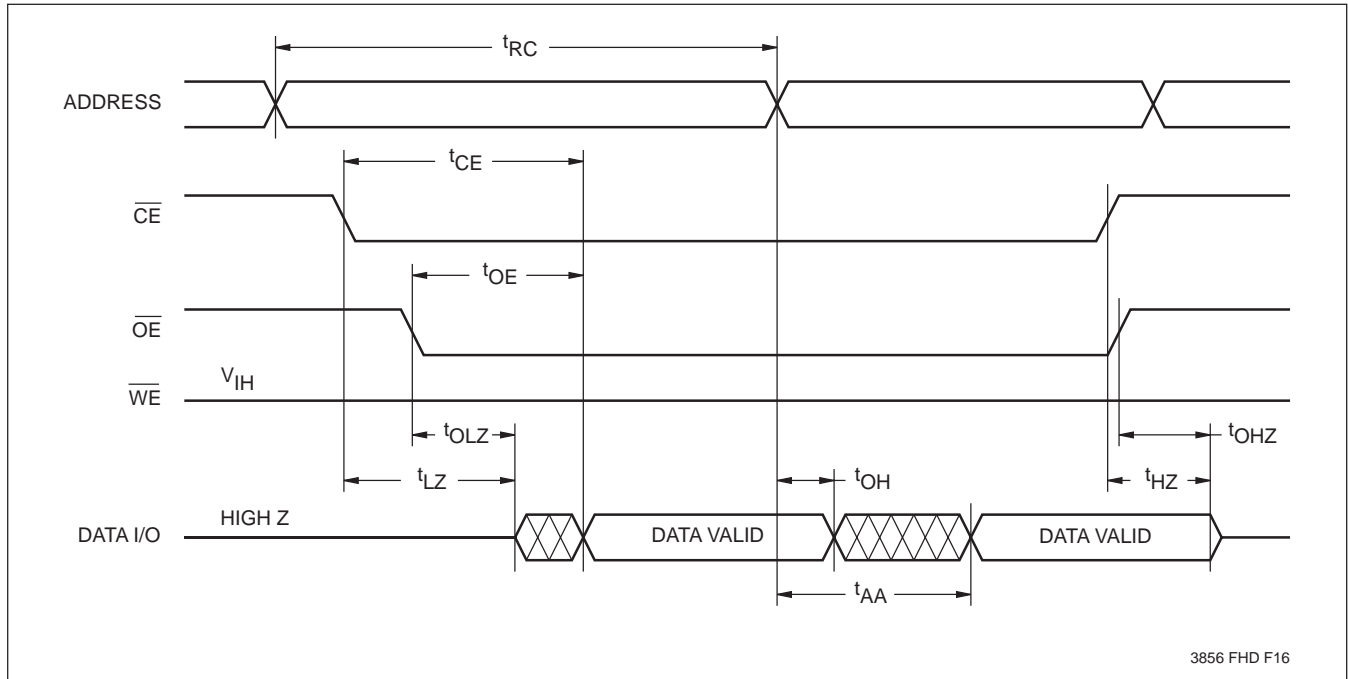 tRC
ADDRESS
tCE
CE
tOE
OE
VIH
WE
tOLZ
tOHZ
tLZ
tOH
tHZ
HIGH Z
DATA I/O
DATA VALID
DATA VALID
tAA
3856 FHD F16